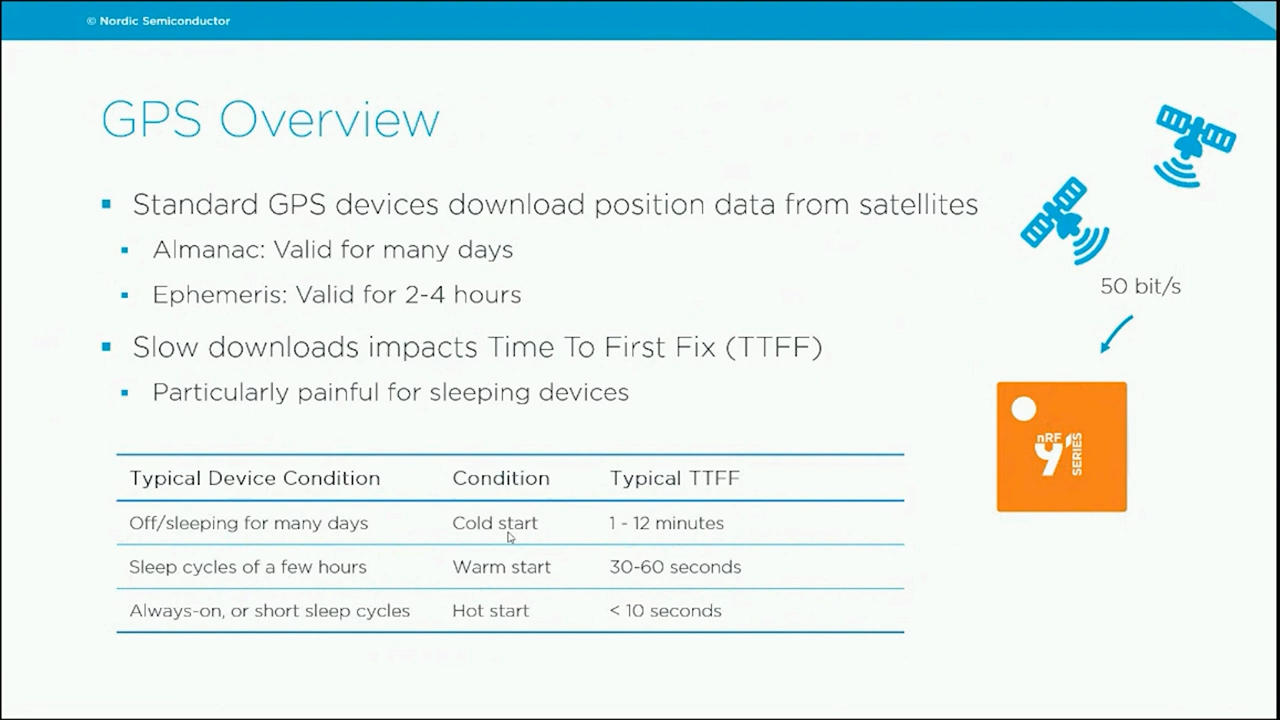 © Nordic Semiconductor
GPS Overview
Standard GPS devices download position data from satellites
Almanac: Valid for many days
Ephemeris: Valid for 2-4 hours
50 bit/s
Slow downloads impacts Time To First Fix (TTFF)
Particularly painful for sleeping devices
nRF
9
SERIES
Typical Device Condition Condition Typical TTFF
Off/sleeping for many days Cold start 1 - 12 minutes
Sleep cycles of a few hours Warm start 30-60 seconds
Always-on, or short sleep cycles Hot start < 10 seconds